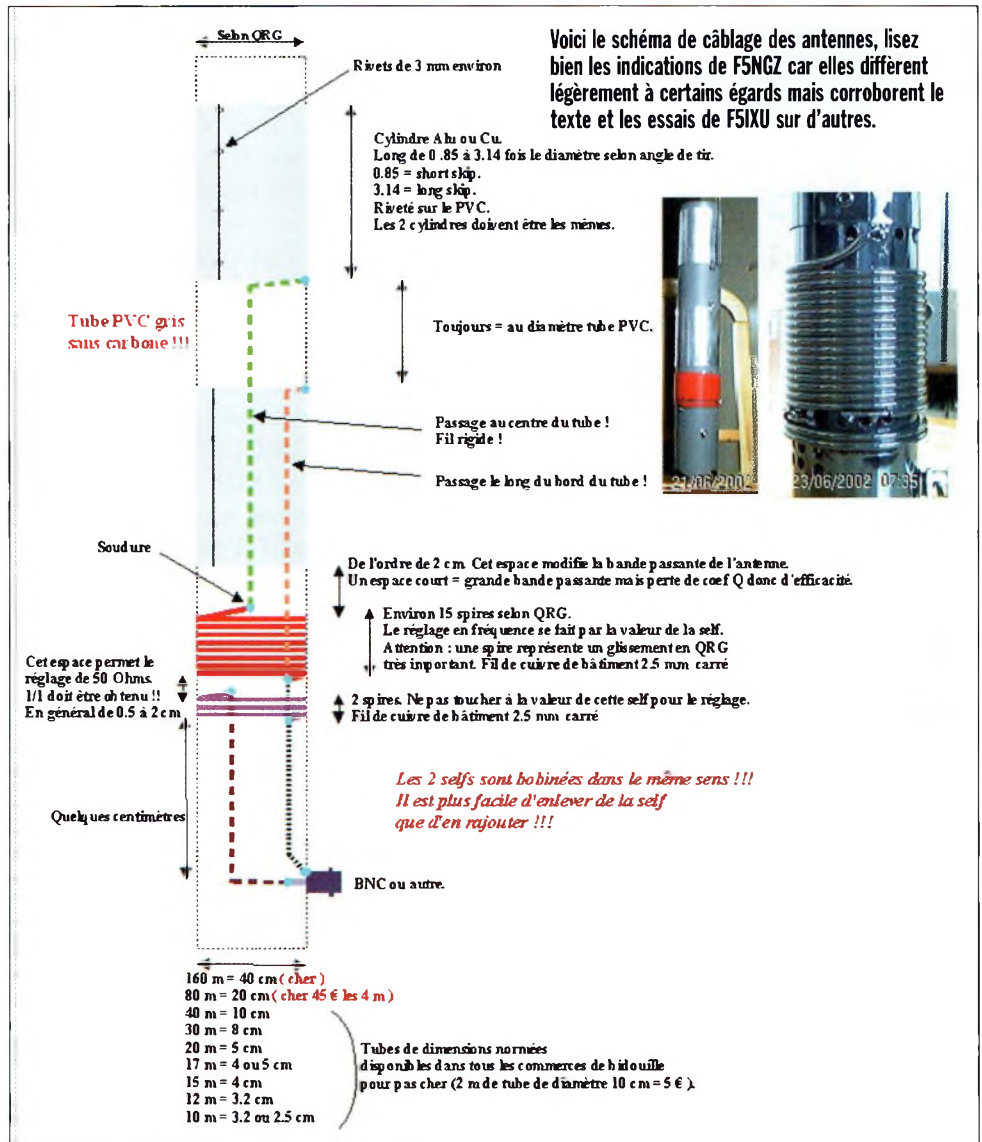 Selon QRG
Voici le schéma de câblage des antennes, lisez
bien les indications de F5NGZ car elles diffèrent
légèrement à certains égards mais corroborent le
texte et les essais de F5IXU sur d'autres.
Rivets de 3 mm environ
Cylindre Alu ou Cu.
Long de 0.85 à 3.14 fois le diamètre selon angle de tir.
0.85 = short skip.
3.14 = long skip.
Riveté sur le PVC.
Les 2 cylindres doivent être les mêmes.
Tube PVC gris
sans carbone !!!
Toujours = au diamètre tube PVC.
Passage au centre du tube !
Fil rigide !
Passage le long du bord du tube !
21/06/2002
23/06/2002 07:35
Soudure
De l'ordre de 2 cm. Cet espace modifie la bande passante de l'antenne.
Un espace court = grande bande passante mais perte de coef Q donc d'efficacité.
Environ 15 spires selon QRG.
Le réglage en fréquence se fait par la valeur de la self.
Attention : une spire représente un glissement en QRG
très important. Fil de cuivre de bâtiment 2.5 mm carré
Cet espace permet le
réglage de 50 Ohms.
1/1 doit être obtenu !!
En général de 0.5 à 2 cm
2 spires. Ne pas toucher à la valeur de cette self pour le réglage.
Fil de cuivre de bâtiment 2.5 mm carré
Les 2 selfs sont bobinées dans le même sens !!!
Il est plus facile d'enlever de la self
que d'en rajouter !!!
Quelques centimètres
BNC ou autre.
160 m = 40 cm ( cher )
80 m = 20 cm ( cher 45 € les 4 m )
40 m = 10 cm
30 m = 8 cm
20 m = 5 cm
17 m = 4 ou 5 cm
15 m = 4 cm
12 m = 3.2 cm
10 m = 3.2 ou 2.5 cm
Tubes de dimensions normées
disponibles dans tous les commerces de bidouille
pour pas cher (2 m de tube de diamètre 10 cm = 5 € ).